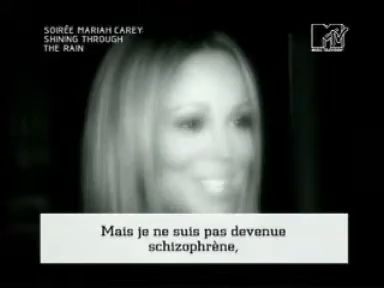 SOIRÉE MARIAH CAREY:
SHINING THROUGH
THE RAIN
MTV
Mais je ne suis pas devenue
schizophrène,